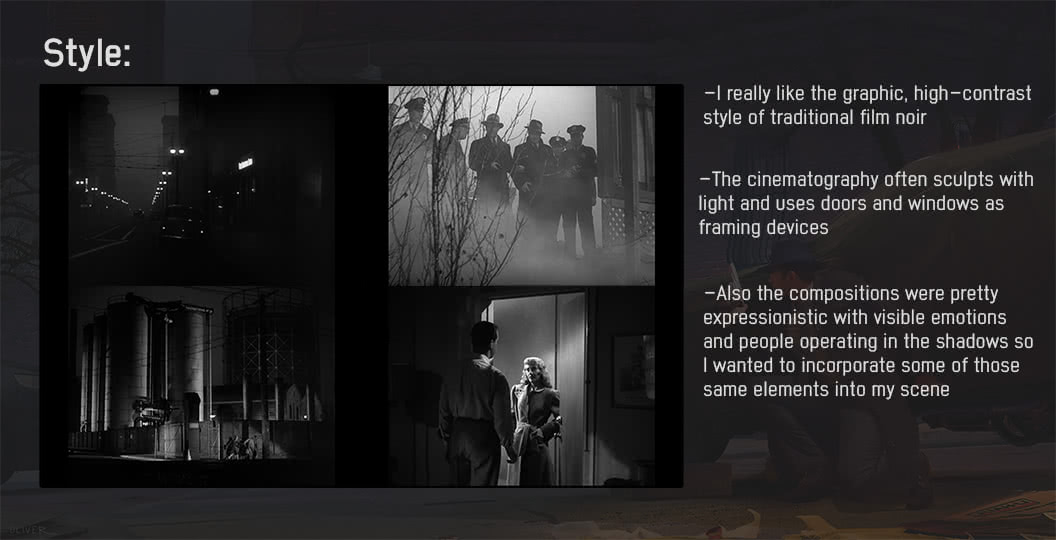 Style:
–I really like the graphic, high–contrast
style of traditional film noir
–The cinematography often sculpts with
light and uses doors and windows as
framing devices
–Also the compositions were pretty
expressionistic with visible emotions
and people operating in the shadows so
I wanted to incorporate some of those
same elements into my scene